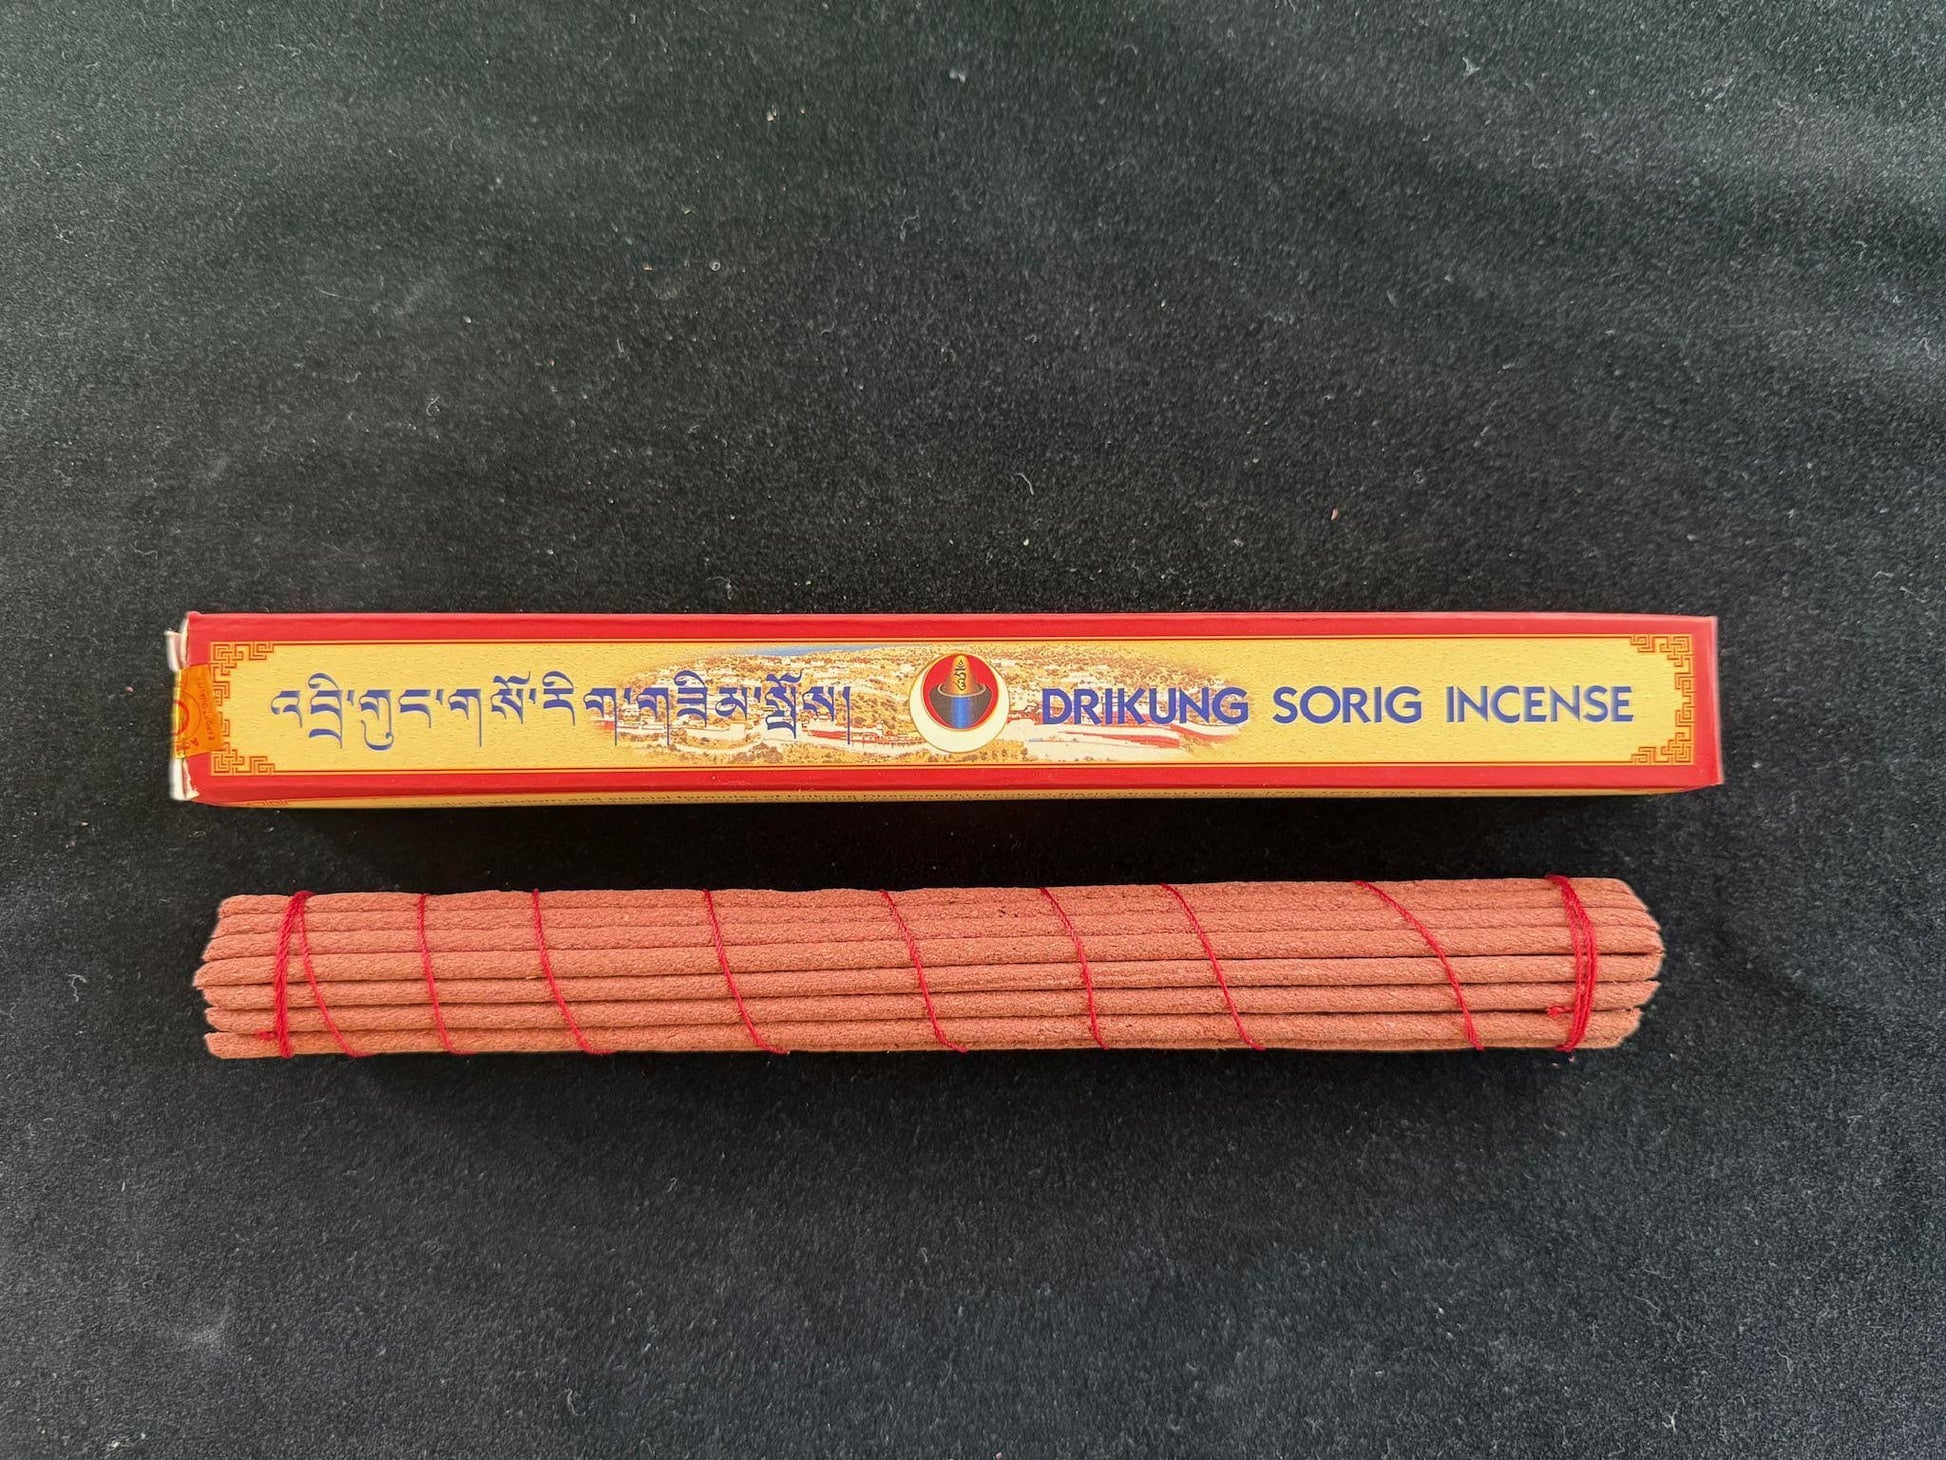 འབྲི་གུང་གསོ་རིག་གཟིམ་སྤོས།
DRIKUNG SORIG INCENSE